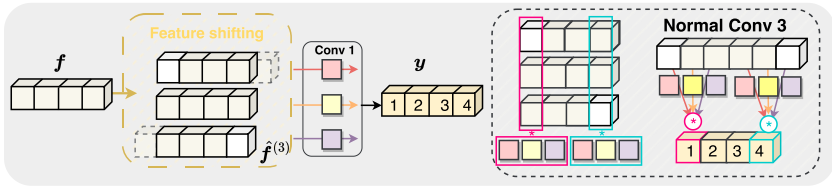 f
Feature shifting
f̂(3)
Conv 1
y
1 2 3 4
*
*
Normal Conv 3
*
*
1 2 3 4